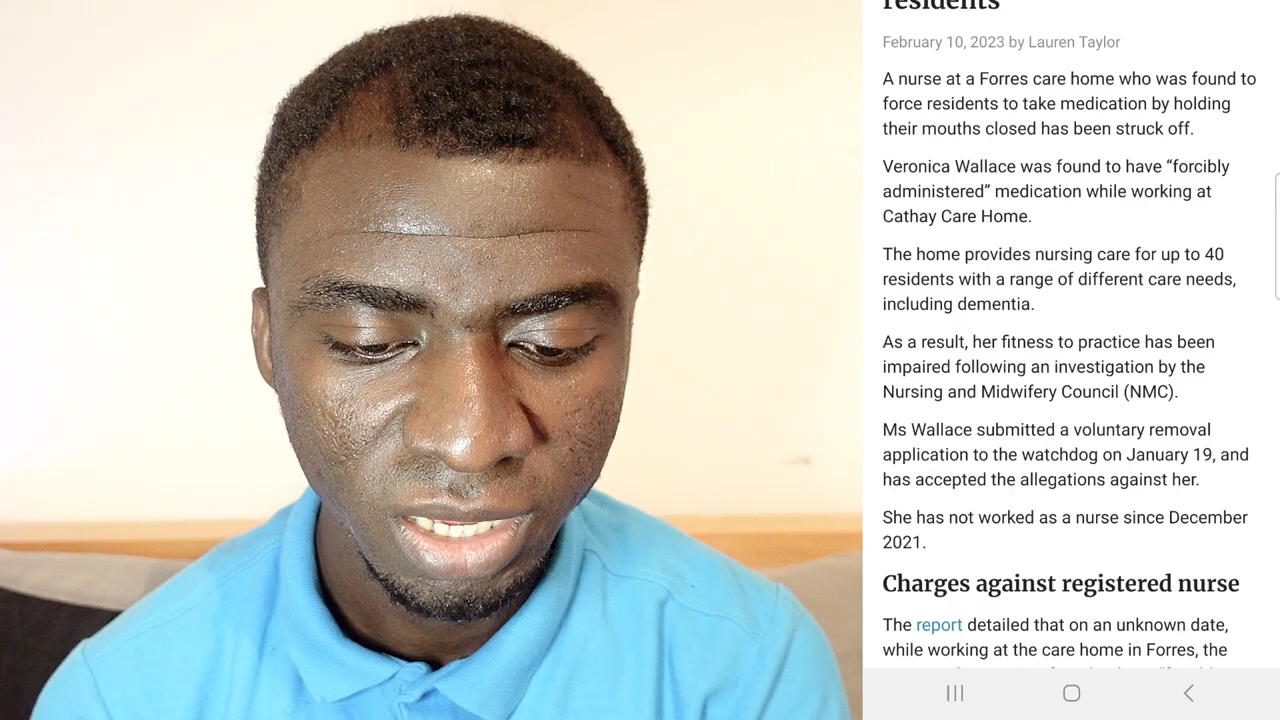 residents
February 10, 2023 by Lauren Taylor
A nurse at a Forres care home who was found to
force residents to take medication by holding
their mouths closed has been struck off.
Veronica Wallace was found to have “forcibly
administered” medication while working at
Cathay Care Home.
The home provides nursing care for up to 40
residents with a range of different care needs,
including dementia.
As a result, her fitness to practice has been
impaired following an investigation by the
Nursing and Midwifery Council (NMC).
Ms Wallace submitted a voluntary removal
application to the watchdog on January 19, and
has accepted the allegations against her.
She has not worked as a nurse since December
2021.
Charges against registered nurse
The report detailed that on an unknown date,
while working at the care home in Forres, the